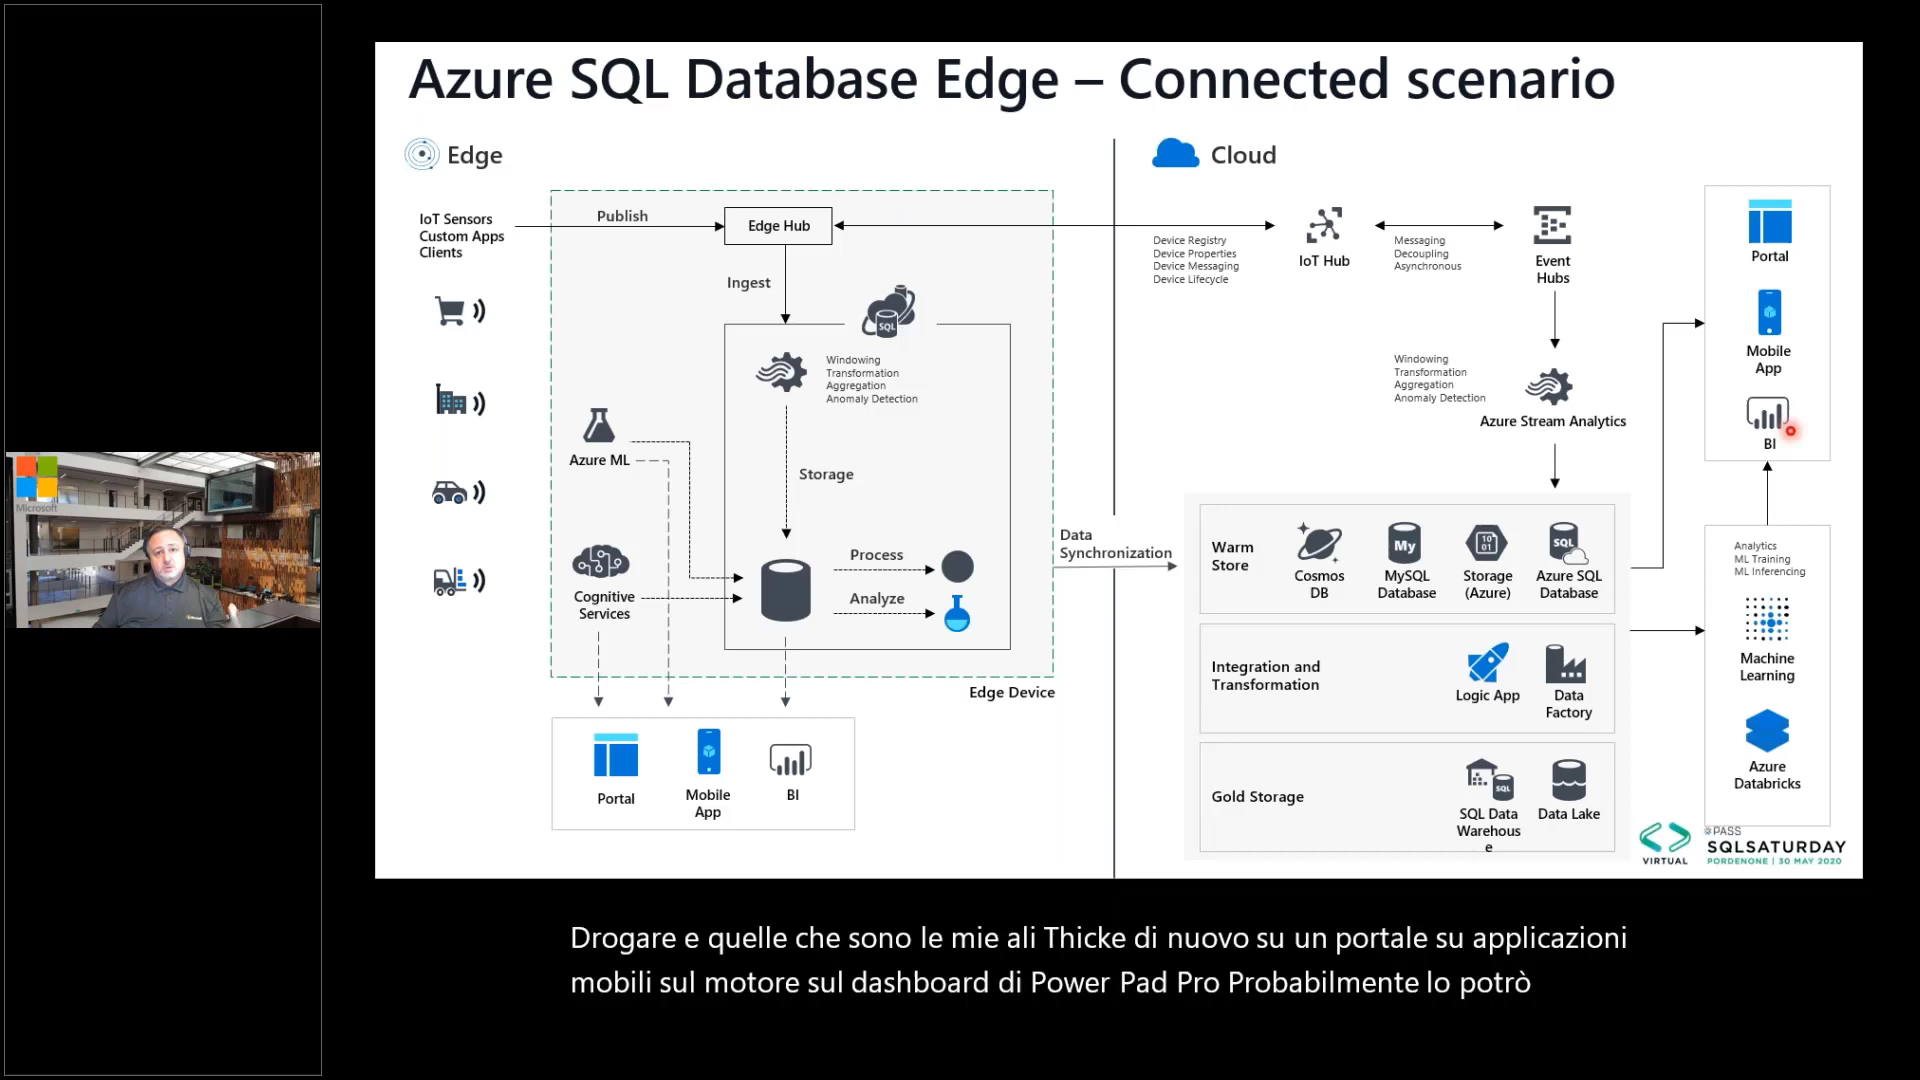 Azure SQL Database Edge – Connected scenario
Edge
Cloud
IoT Sensors
Custom Apps
Clients
Publish
Edge Hub
Ingest
SQL
Windowing
Transformation
Aggregation
Anomaly Detection
Azure ML
Storage
Cognitive
Services
Process
Analyze
Edge Device
Portal
Mobile
App
BI
Data
Synchronization
Device Registry
Device Properties
Device Messaging
Device Lifecycle
IoT Hub
Messaging
Decoupling
Asynchronous
Event
Hubs
Windowing
Transformation
Aggregation
Anomaly Detection
Azure Stream Analytics
Warm
Store
Cosmos
DB
My
MySQL
Database
10
01
Storage
(Azure)
SQL
Azure SQL
Database
Integration and
Transformation
Logic App
Data
Factory
Gold Storage
SQL
SQL Data
Warehous
e
Data Lake
Portal
Mobile
App
BI
Analytics
ML Training
ML Inferencing
Machine
Learning
Azure
Databricks
VIRTUAL
PASS
SQLSATURDAY
PORDENONE | 30 MAY 2020
Microsoft
Drogare e quelle che sono le mie ali Thicke di nuovo su un portale su applicazioni
mobili sul motore sul dashboard di Power Pad Pro Probabilmente lo potrò